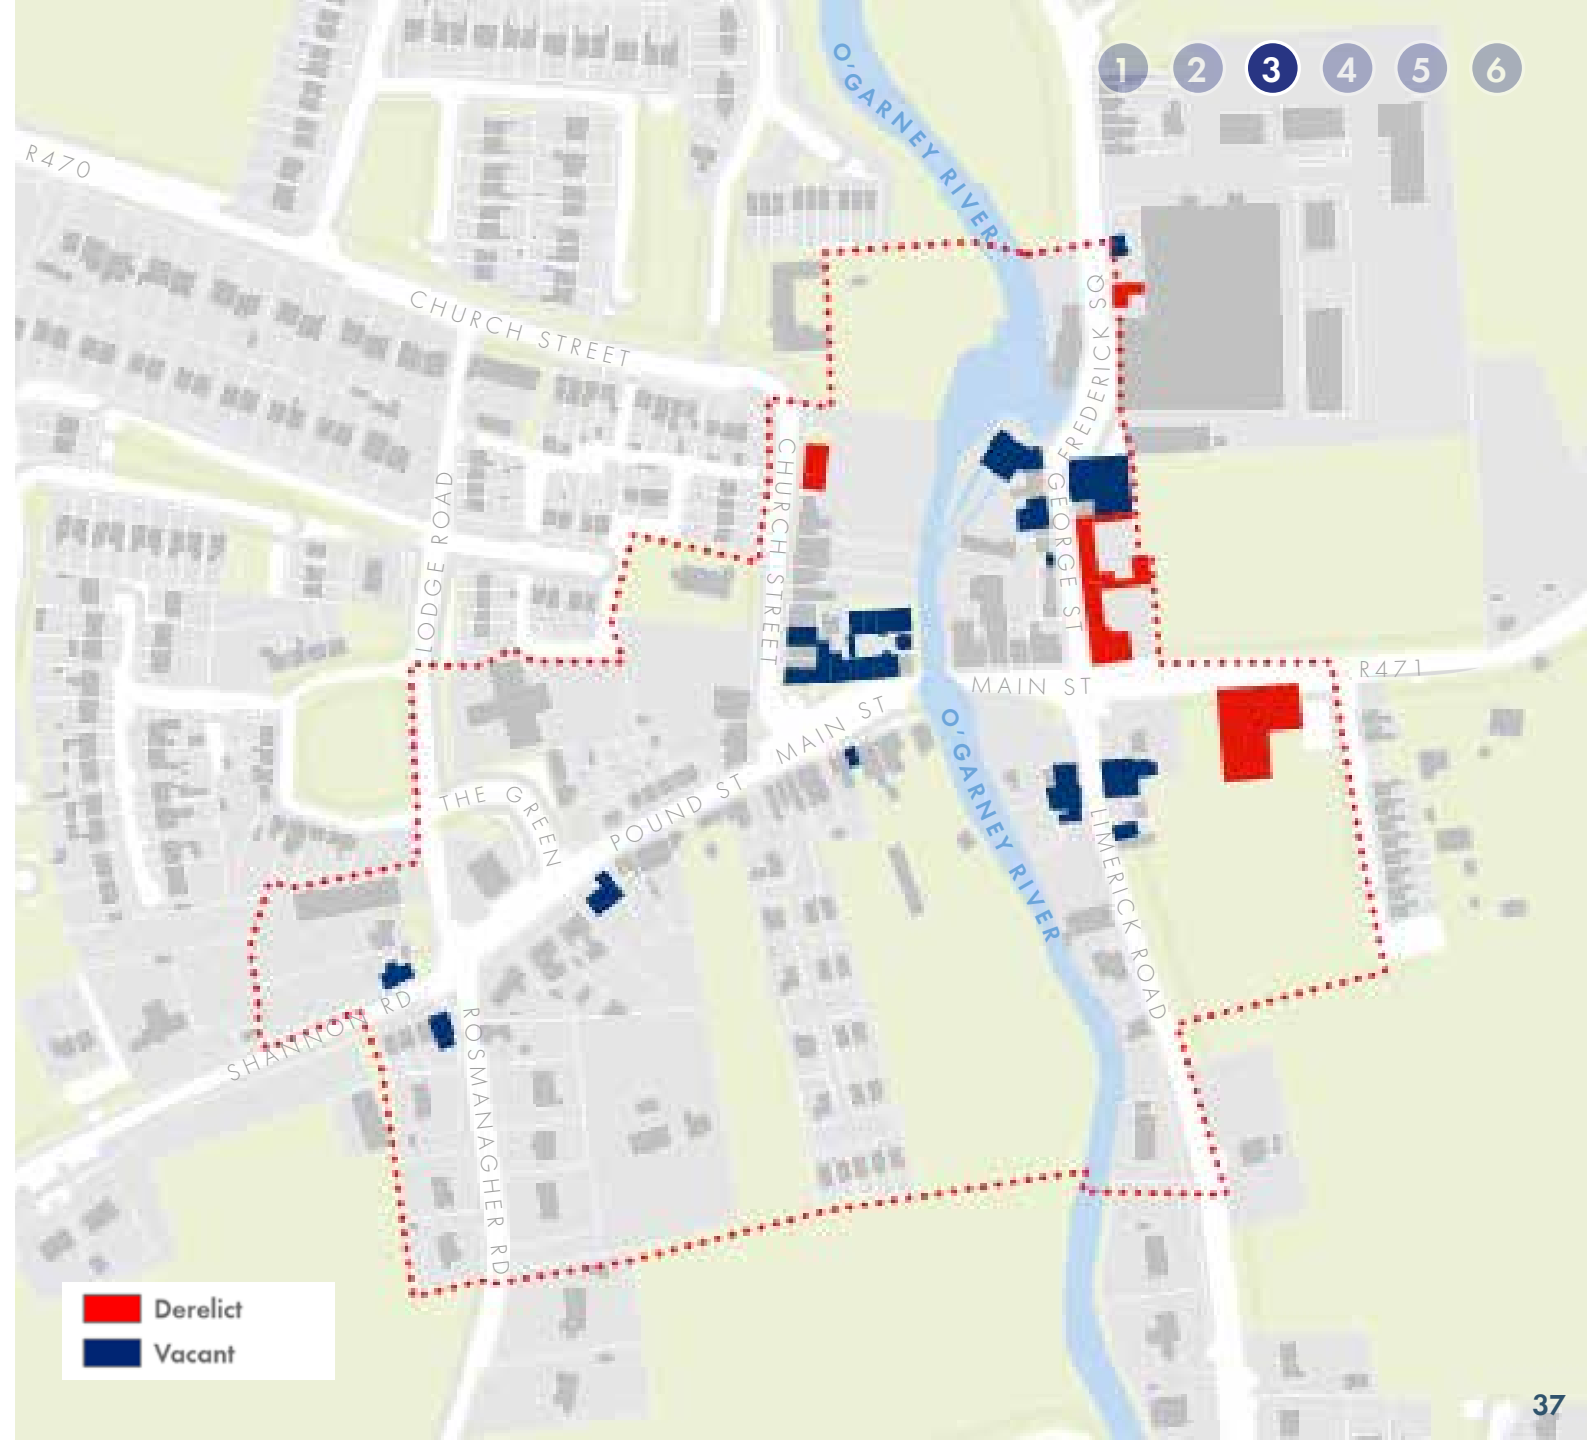 1 2 3 4 5 6
O'GARNEY RIVER
R470
CHURCH STREET
FREDERICK SQ
CHURCH STREET
LODGE ROAD
GEORGE ST
R471
MAIN ST
MAIN ST
O'GARNEY RIVER
THE GREEN
POUND ST
LIMERICK ROAD
SHANNON RD
ROSMANAGHER RD
Derelict
Vacant
37